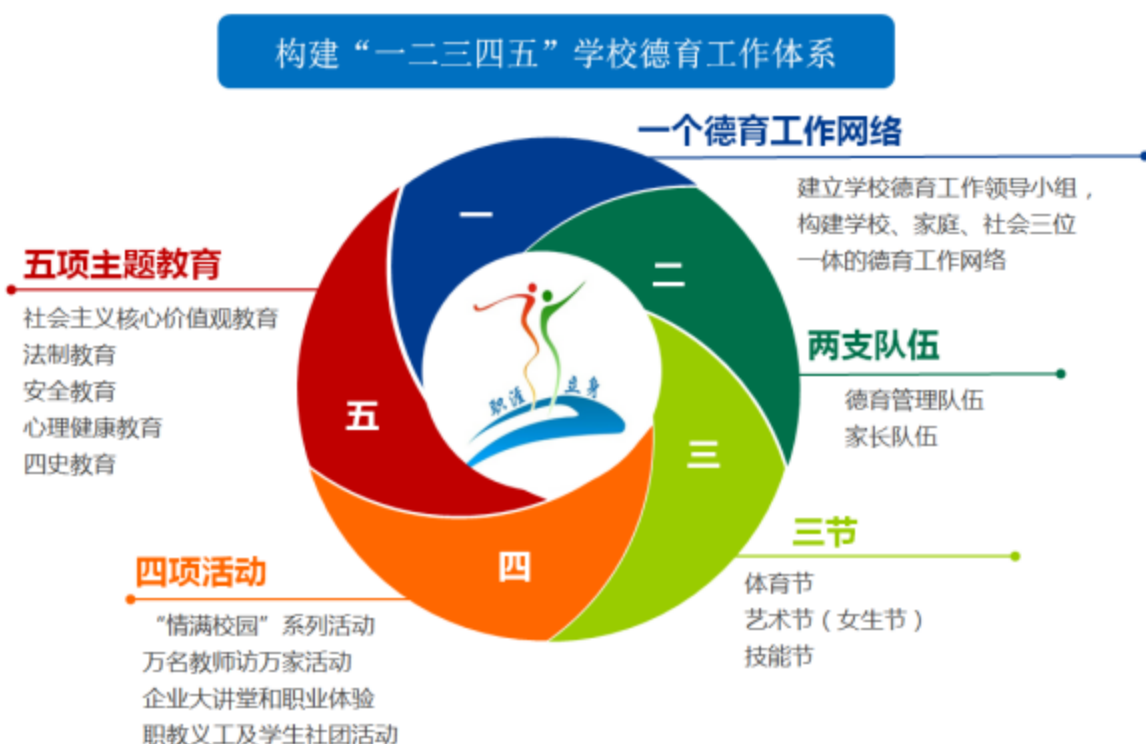 构建“一二三四五”学校德育工作体系
一个德育工作网络
建立学校德育工作领导小组，
构建学校、家庭、社会三位
一体的德育工作网络
一
二
两支队伍
德育管理队伍
家长队伍
三
三节
体育节
艺术节（女生节）
技能节
四
四项活动
“情满校园”系列活动
万名教师访万家活动
企业大讲堂和职业体验
职教义工及学生社团活动
五
五项主题教育
社会主义核心价值观教育
法制教育
安全教育
心理健康教育
四史教育
职涯 立身